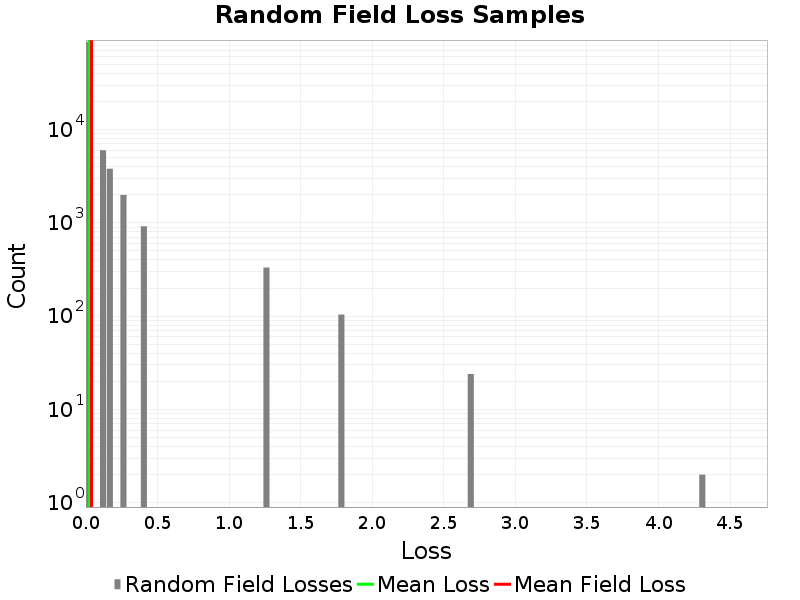 Random Field Loss Samples
Count
10^4
10^3
10^2
10^1
10^0
0.0 0.5 1.0 1.5 2.0 2.5 3.0 3.5 4.0 4.5
Loss
Random Field Losses Mean Loss Mean Field Loss